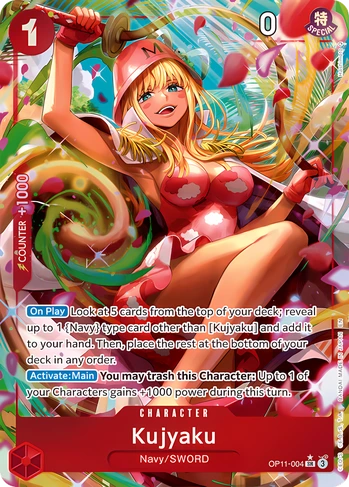 1
0
特
SPECIAL
M
COUNTER +1000
On Play Look at 5 cards from the top of your deck; reveal
up to 1 {Navy} type card other than [Kujyaku] and add it
to your hand. Then, place the rest at the bottom of your
deck in any order.
Activate:Main You may trash this Character: Up to 1 of
your Characters gains +1000 power during this turn.
CHARACTER
Kujyaku
Navy/SWORD
OP11-004 SR 3